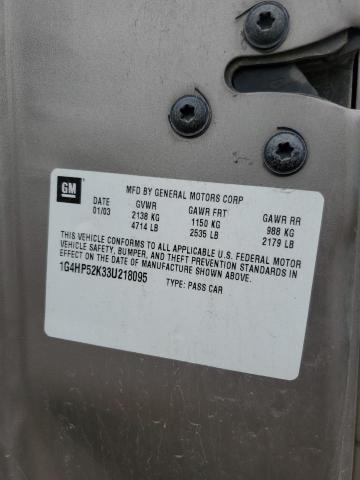 GM
MFD BY GENERAL MOTORS CORP
DATE GVWR GAWR FRT GAWR RR
01/03 2138 KG 1150 KG 988 KG
4714 LB 2535 LB 2179 LB
THIS VEHICLE CONFORMS TO ALL APPLICABLE U.S. FEDERAL MOTOR
VEHICLE SAFETY, BUMPER, AND THEFT PREVENTION STANDARDS IN
EFFECT ON THE DATE OF MANUFACTURE SHOWN ABOVE.
1G4HP52K33U218095 TYPE: PASS CAR